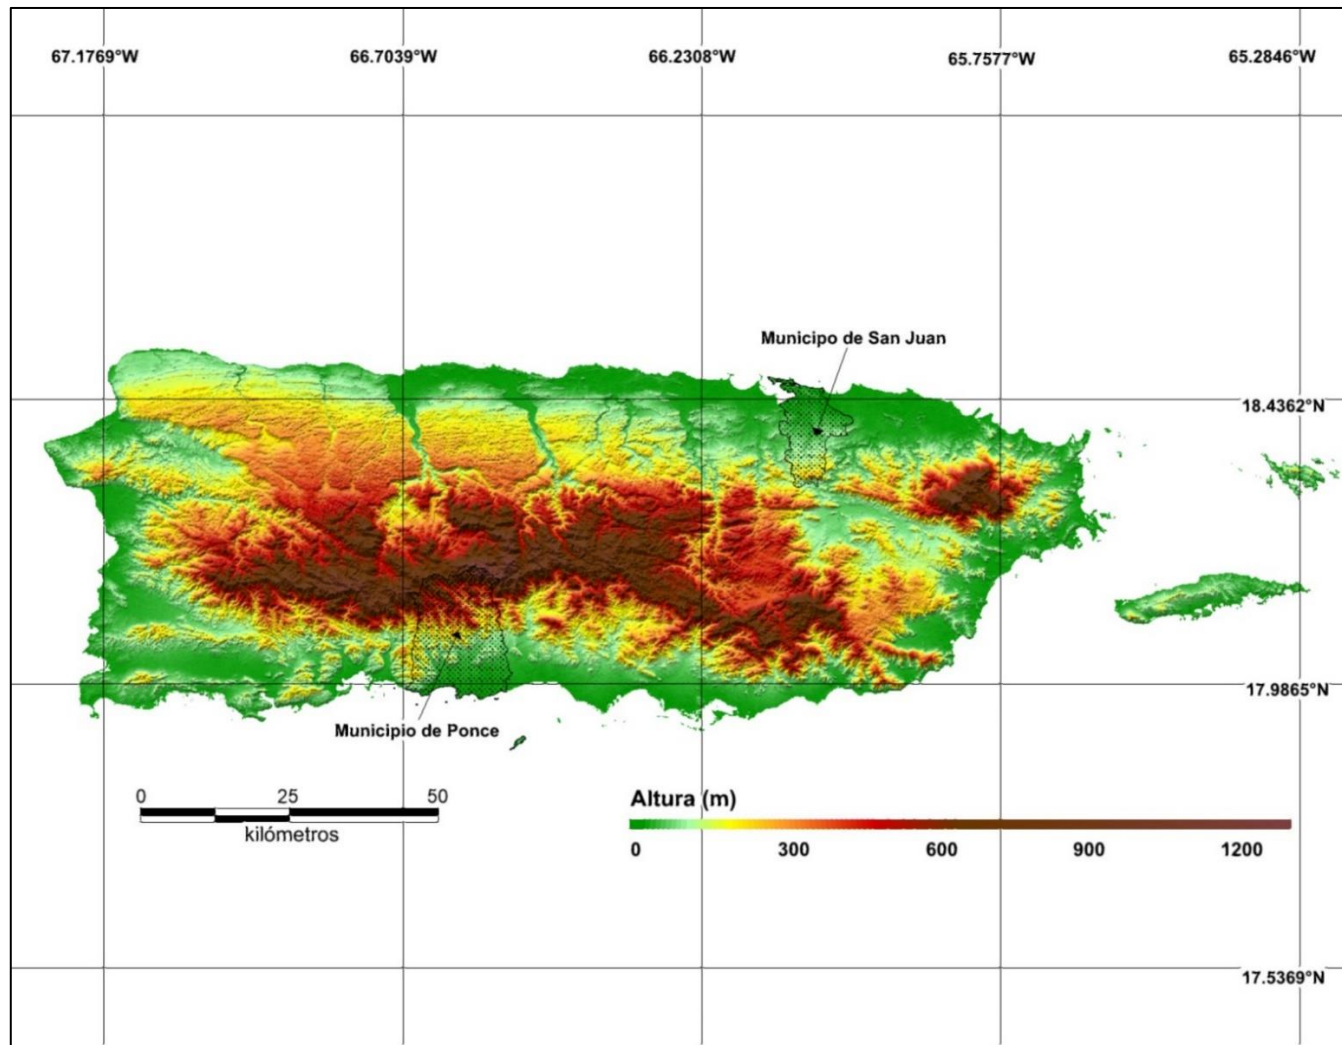 67.1769°W 66.7039°W 66.2308°W 65.7577°W 65.2846°W
Municipo de San Juan
18.4362°N
17.9865°N
Municipio de Ponce
0 25 50
kilómetros
Altura (m)
0 300 600 900 1200
17.5369°N